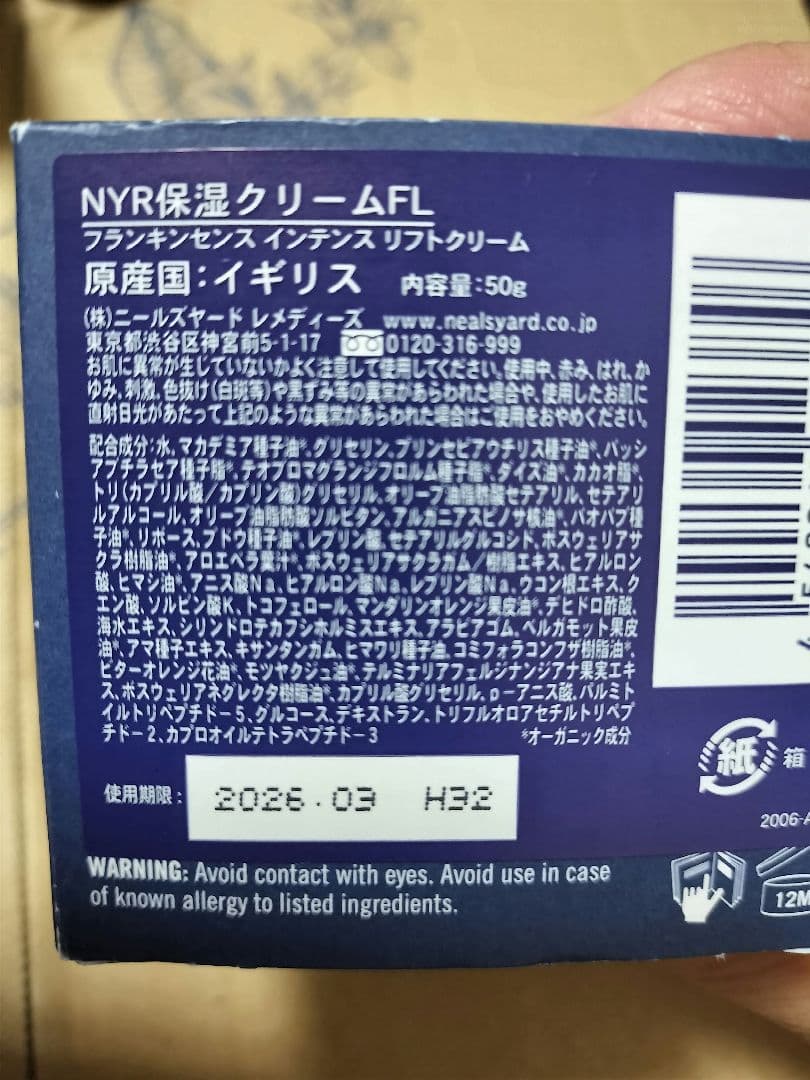 NYR保湿クリームFL
フランキンセンス インテンス リフトクリーム
原産国:イギリス 内容量:50g
(株)ニールズヤード レメディーズ www.nealsyard.co.jp
東京都渋谷区神宮前5-1-17 0120-316-999
お肌に異常が生じていないかよく注意して使用してください。使用中、赤み、はれ、か
ゆみ、刺激、色抜け(白斑等)や黒ずみ等の異常があらわれた場合や、使用したお肌に
直射日光があたって上記のような異常があらわれた場合はご使用をおやめください。
配合成分:水、マカデミア種子油*、グリセリン、プリンセピアウチリス種子油*、バッシ
アブチラセア種子脂*、テオブロマグランジフロルム種子脂*、ダイズ油*、カカオ脂*、
トリ(カプリル酸/カプリン酸)グリセリル、オリーブ油脂肪酸セテアリル、セテアリ
ルアルコール、オリーブ油脂肪酸ソルビタン、アルガニアスピノサ核油*、バオバブ種
子油*、リボース、ブドウ種子油*、レブリン酸、セテアリルグルコシド、ボスウェリアサ
クラ樹脂油*、アロエベラ葉汁*、ボスウェリアサクラガム/樹脂エキス、ヒアルロン
酸、ヒマシ油*、アニス酸Na、ヒアルロン酸Na、レブリン酸Na、ウコン根エキス、ク
エン酸、ソルビン酸K、トコフェロール、マンダリンオレンジ果皮油*、デヒドロ酢酸、
海水エキス、シリンドロテカフシホルミスエキス、アラビアゴム、ベルガモット果皮
油*、アマ種子エキス、キサンタンガム、ヒマワリ種子油、コミフォラコンフザ樹脂油*、
ビターオレンジ花油*、モツヤクジュ油*、テルミナリアフェルジナンジアナ果実エキ
ス、ボスウェリアネグレクタ樹脂油*、カプリル酸グリセリル、p-アニス酸、パルミト
イルトリペプチド-5、グルコース、デキストラン、トリフルオロアセチルトリペプ
チド-2、カプロオイルテトラペプチド-3 *オーガニック成分
使用期限: 2026.03 H32
紙 箱
2006-A
WARNING: Avoid contact with eyes. Avoid use in case
of known allergy to listed ingredients.
12M